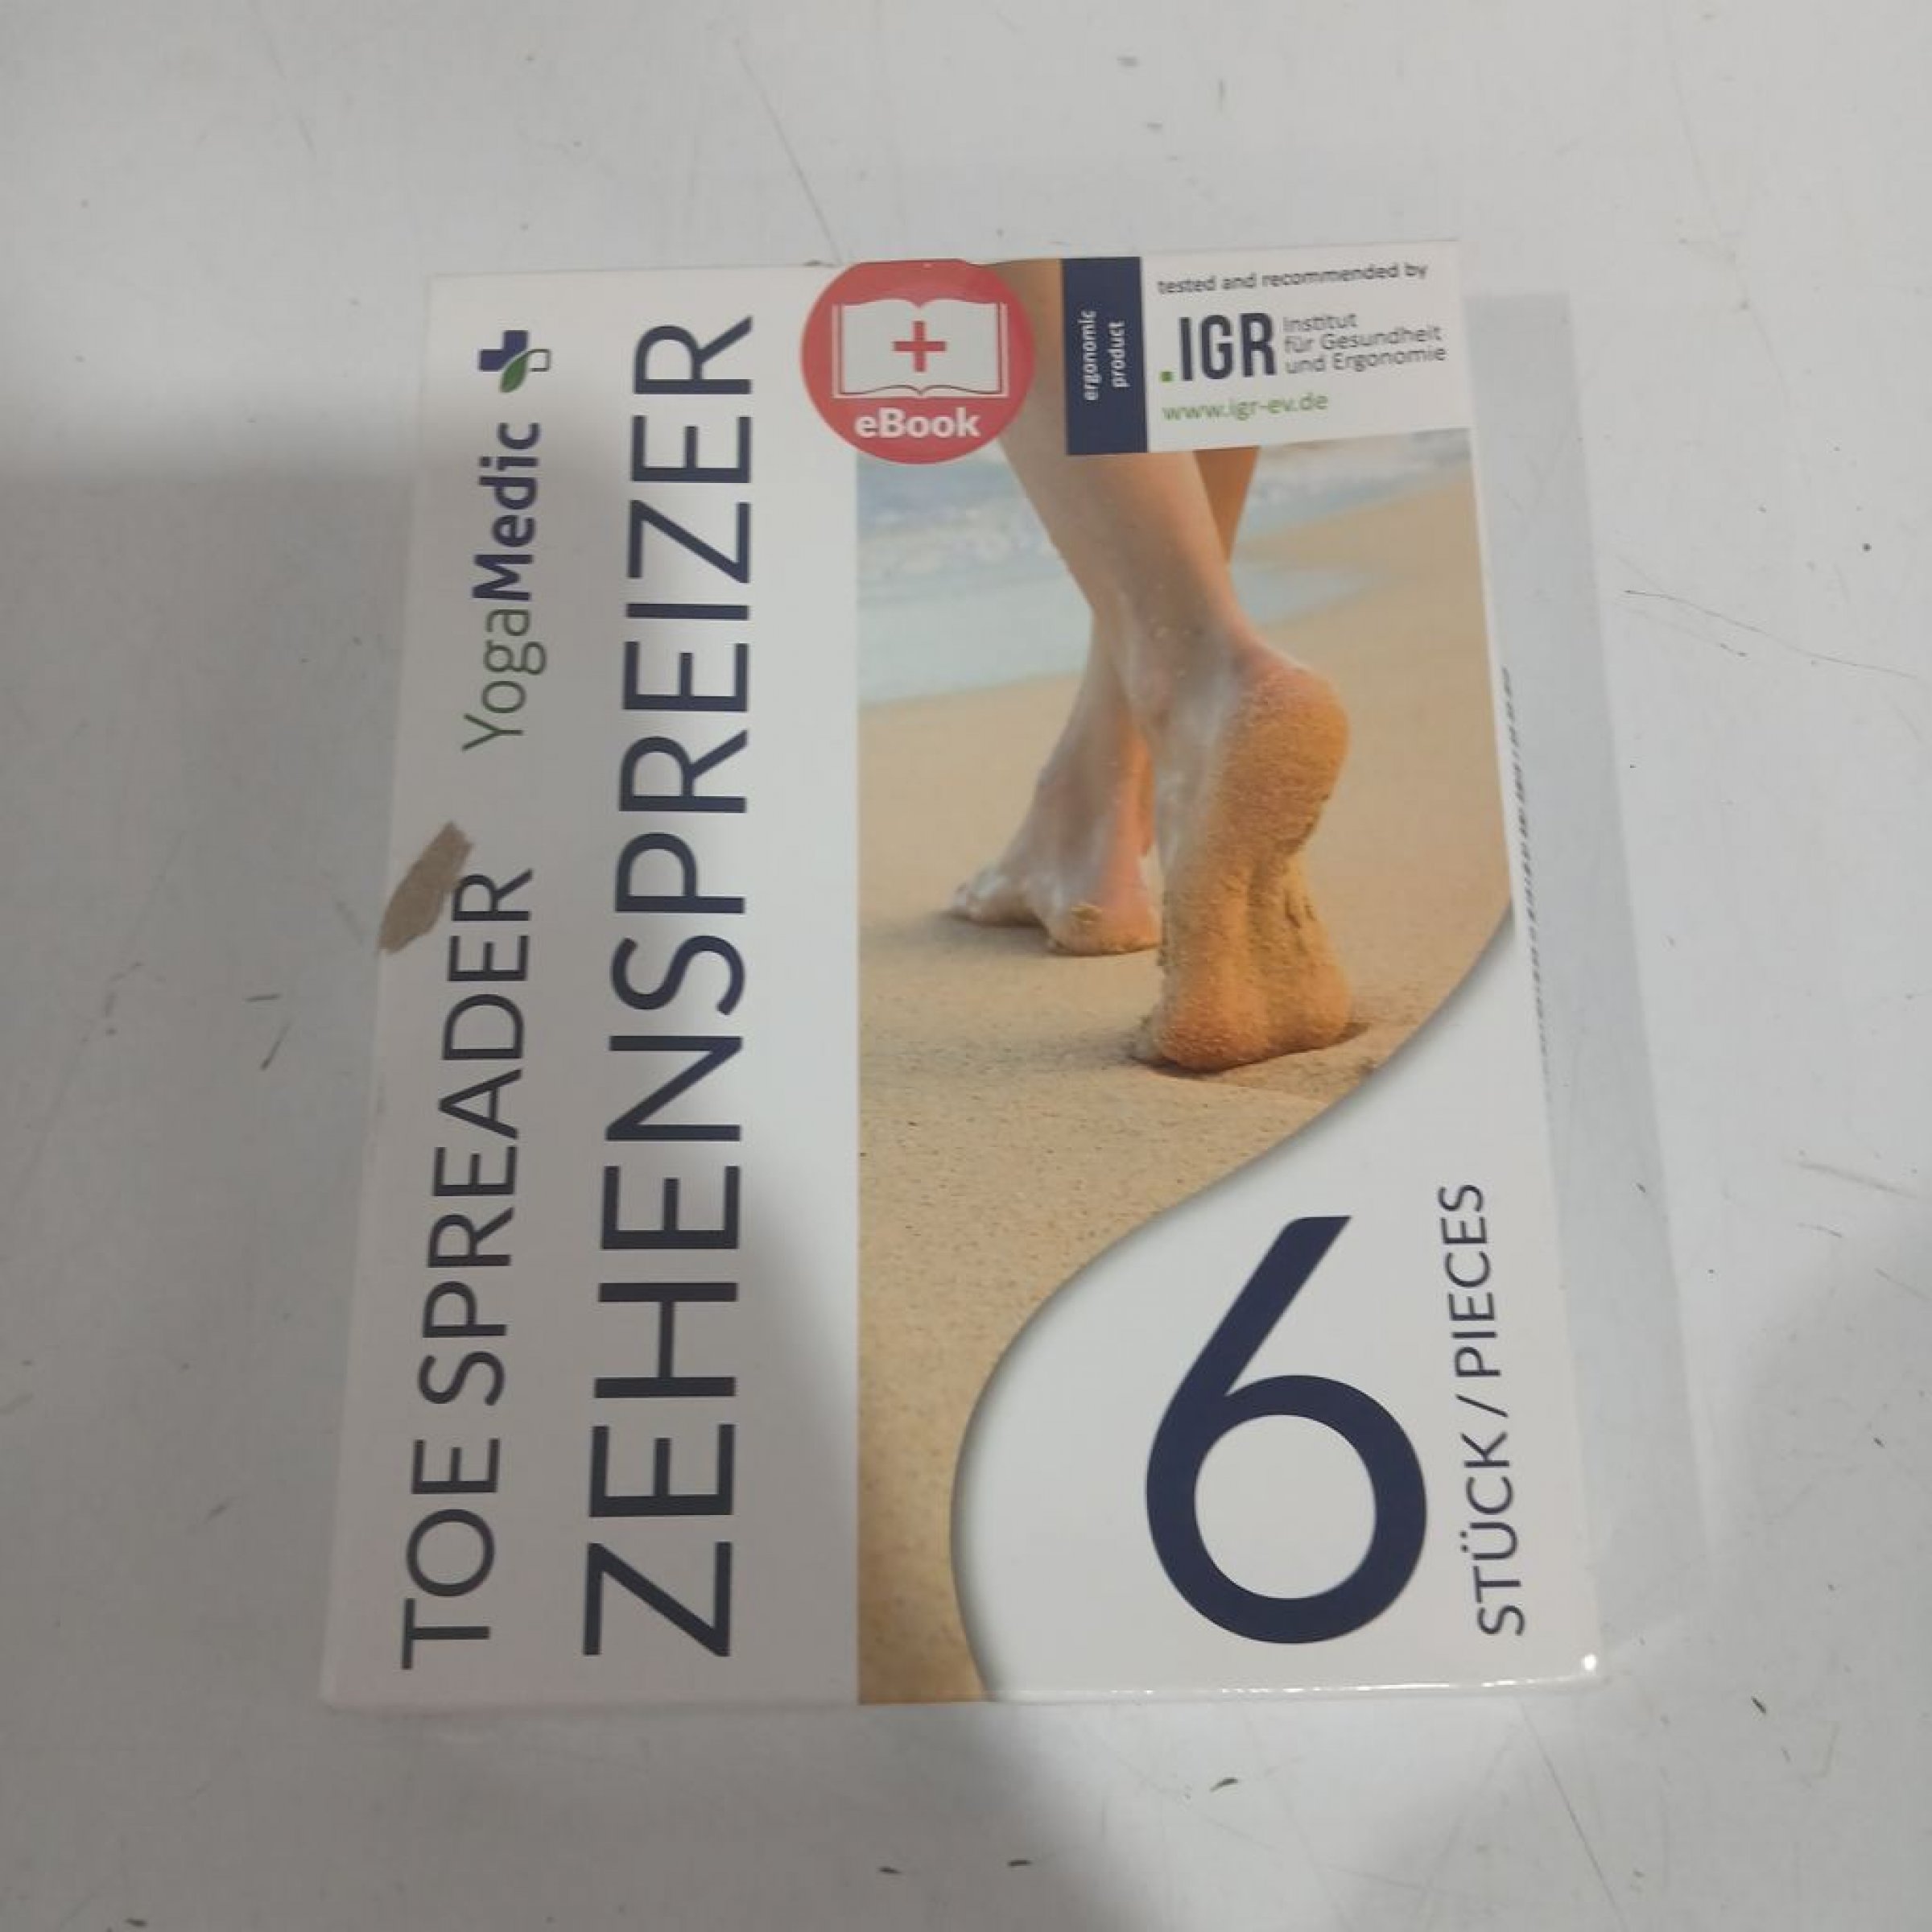 TOE SPREADER
YogaMedic
ZEHENSPREIZER
eBook
ergonomic
product
tested and recommended by
.IGR
Institut
für Gesundheit
und Ergonomie
www.igr-ev.de
6
STÜCK / PIECES